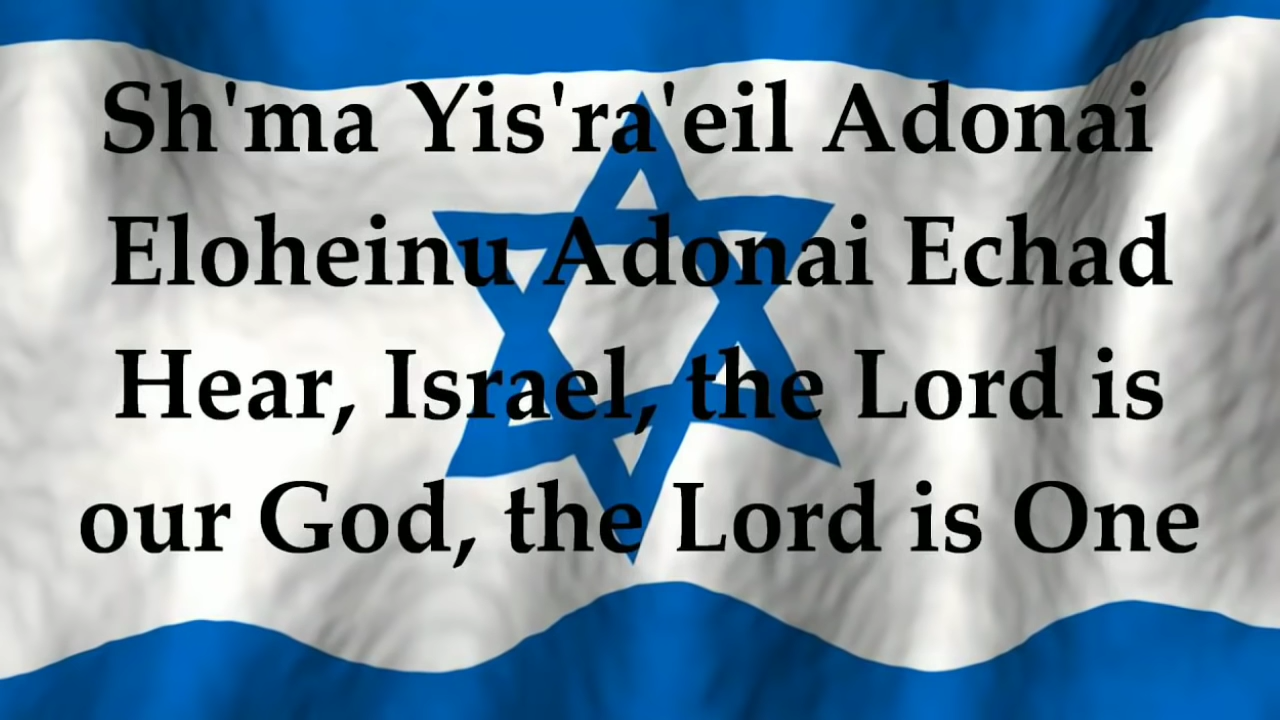 Sh'ma Yis'ra'eil Adonai
Eloheinu Adonai Echad
Hear, Israel, the Lord is
our God, the Lord is One